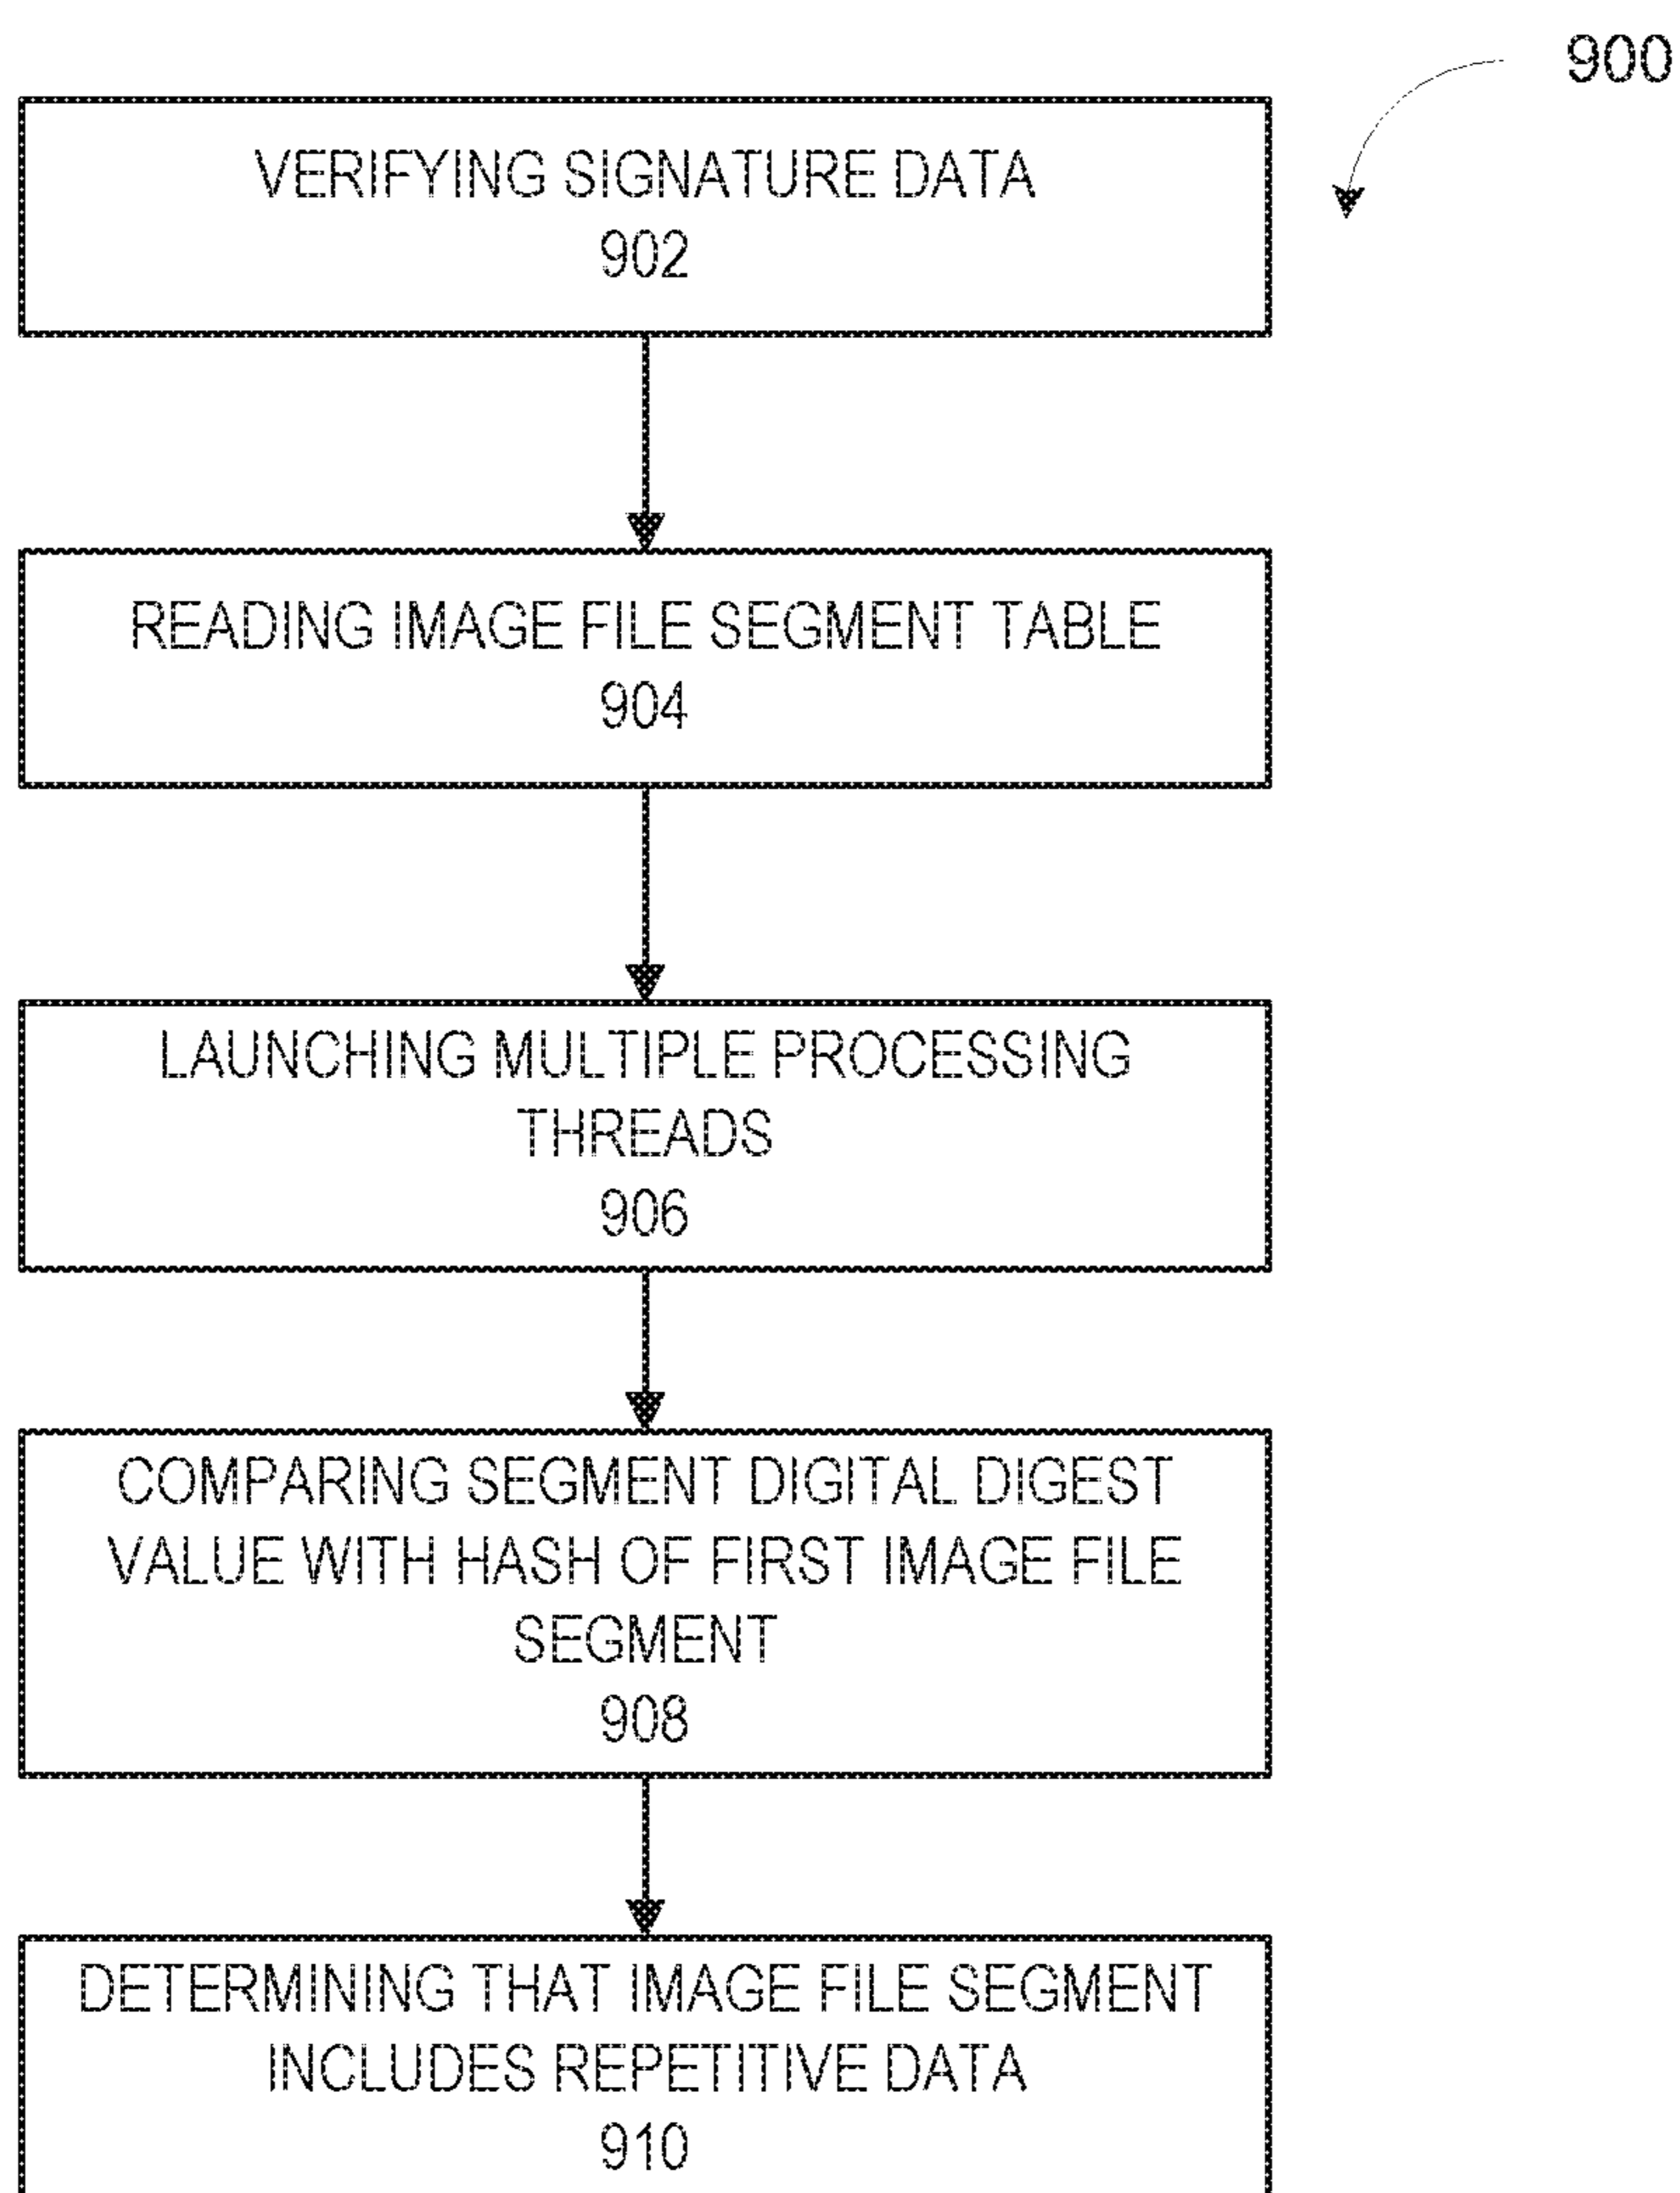 900
VERIFYING SIGNATURE DATA
902
READING IMAGE FILE SEGMENT TABLE
904
LAUNCHING MULTIPLE PROCESSING
THREADS
906
COMPARING SEGMENT DIGITAL DIGEST
VALUE WITH HASH OF FIRST IMAGE FILE
SEGMENT
908
DETERMINING THAT IMAGE FILE SEGMENT
INCLUDES REPETITIVE DATA
910